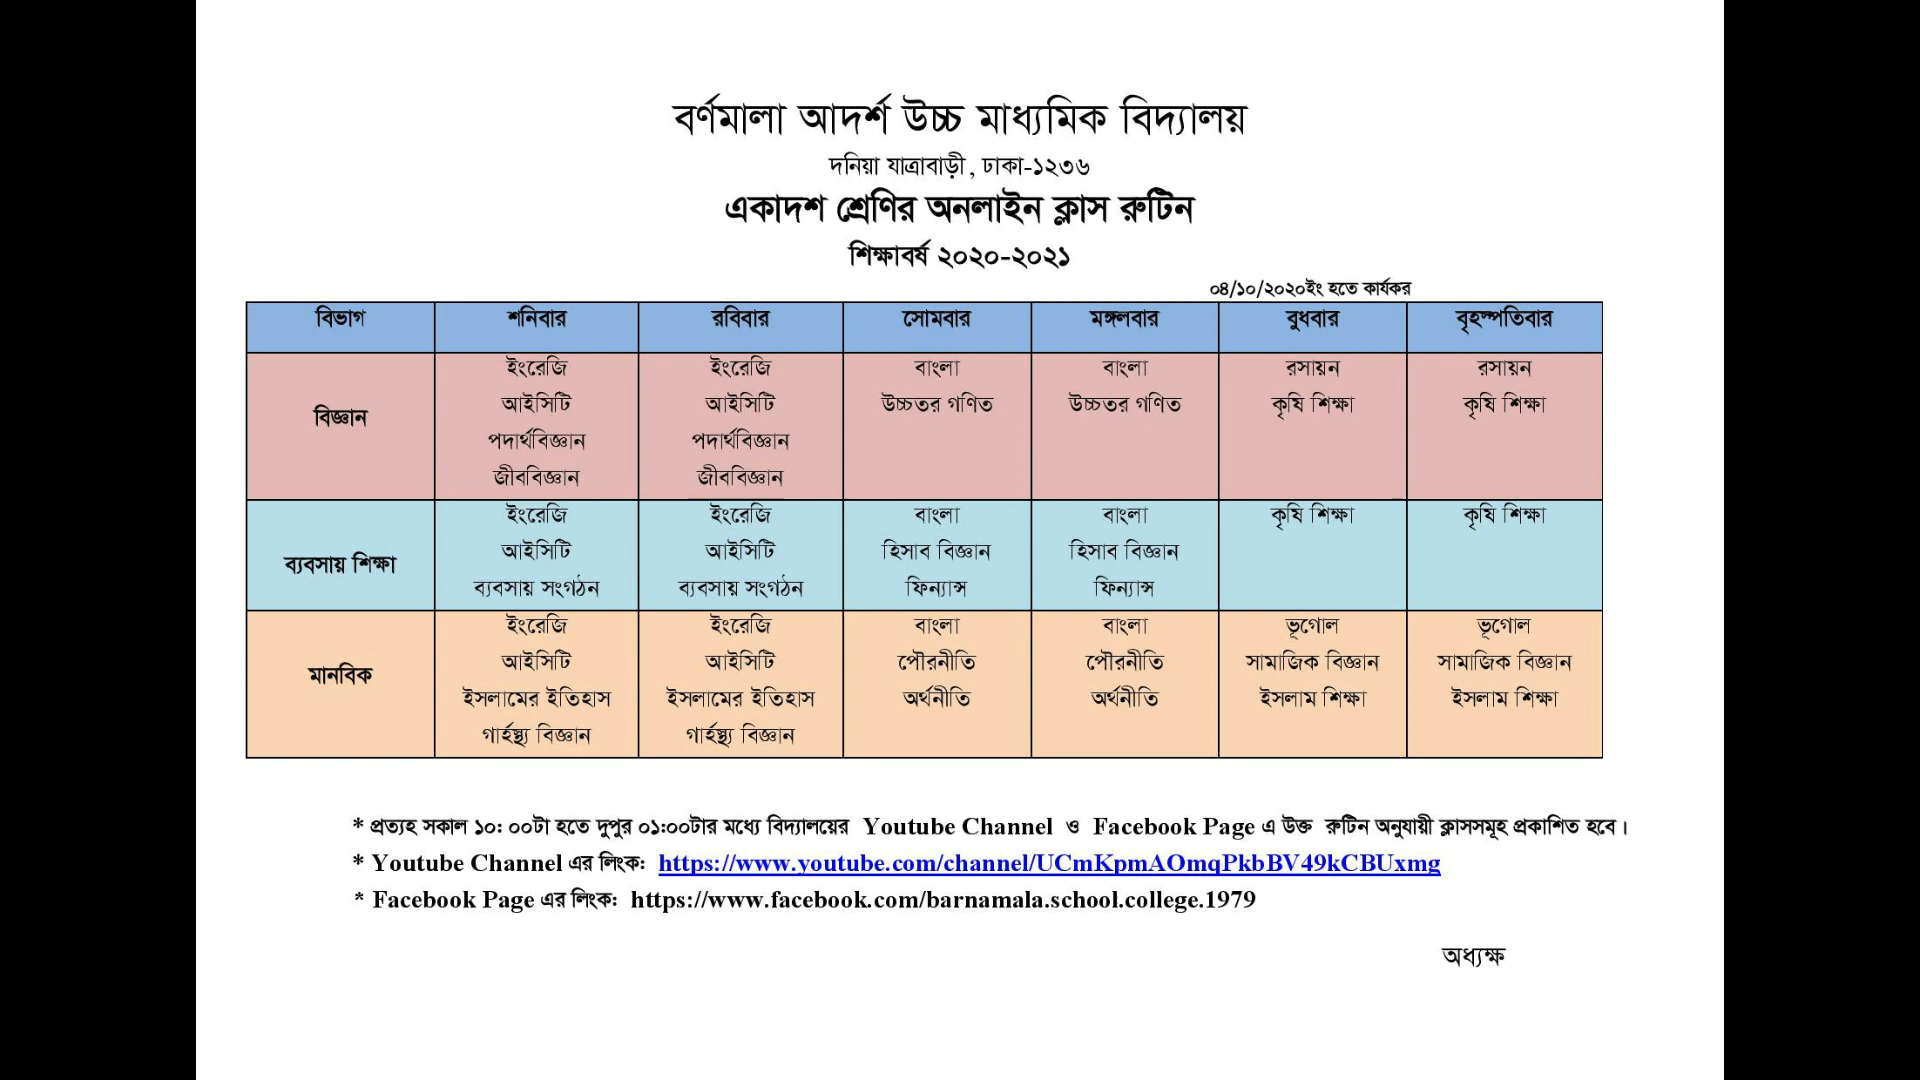 বর্ণমালা আদর্শ উচ্চ মাধ্যমিক বিদ্যালয়
দনিয়া যাত্রাবাড়ী, ঢাকা-১২৩৬
একাদশ শ্রেণির অনলাইন ক্লাস রুটিন
শিক্ষাবর্ষ ২০২০-২০২১
০৪/১০/২০২০ইং হতে কার্যকর
বিভাগ শনিবার রবিবার সোমবার মঙ্গলবার বুধবার বৃহস্পতিবার
ইংরেজি ইংরেজি বাংলা বাংলা রসায়ন রসায়ন
আইসিটি আইসিটি উচ্চতর গণিত উচ্চতর গণিত কৃষি শিক্ষা কৃষি শিক্ষা
বিজ্ঞান
পদার্থবিজ্ঞান পদার্থবিজ্ঞান
জীববিজ্ঞান জীববিজ্ঞান
ইংরেজি ইংরেজি বাংলা বাংলা কৃষি শিক্ষা কৃষি শিক্ষা
আইসিটি আইসিটি হিসাব বিজ্ঞান হিসাব বিজ্ঞান
ব্যবসায় শিক্ষা
ব্যবসায় সংগঠন ব্যবসায় সংগঠন ফিন্যান্স ফিন্যান্স
ইংরেজি ইংরেজি বাংলা বাংলা ভূগোল ভূগোল
আইসিটি আইসিটি পৌরনীতি পৌরনীতি সামাজিক বিজ্ঞান সামাজিক বিজ্ঞান
মানবিক
ইসলামের ইতিহাস ইসলামের ইতিহাস অর্থনীতি অর্থনীতি ইসলাম শিক্ষা ইসলাম শিক্ষা
গার্হস্থ্য বিজ্ঞান গার্হস্থ্য বিজ্ঞান
* প্রত্যহ সকাল ১০: ০০টা হতে দুপুর ০১:০০টার মধ্যে বিদ্যালয়ের Youtube Channel ও Facebook Page এ উক্ত রুটিন অনুযায়ী ক্লাসসমূহ প্রকাশিত হবে।
* Youtube Channel এর লিংক: https://www.youtube.com/channel/UCmKpmAOmqPkbBV49kCBUxmg
* Facebook Page এর লিংক: https://www.facebook.com/barnamala.school.college.1979
অধ্যক্ষ